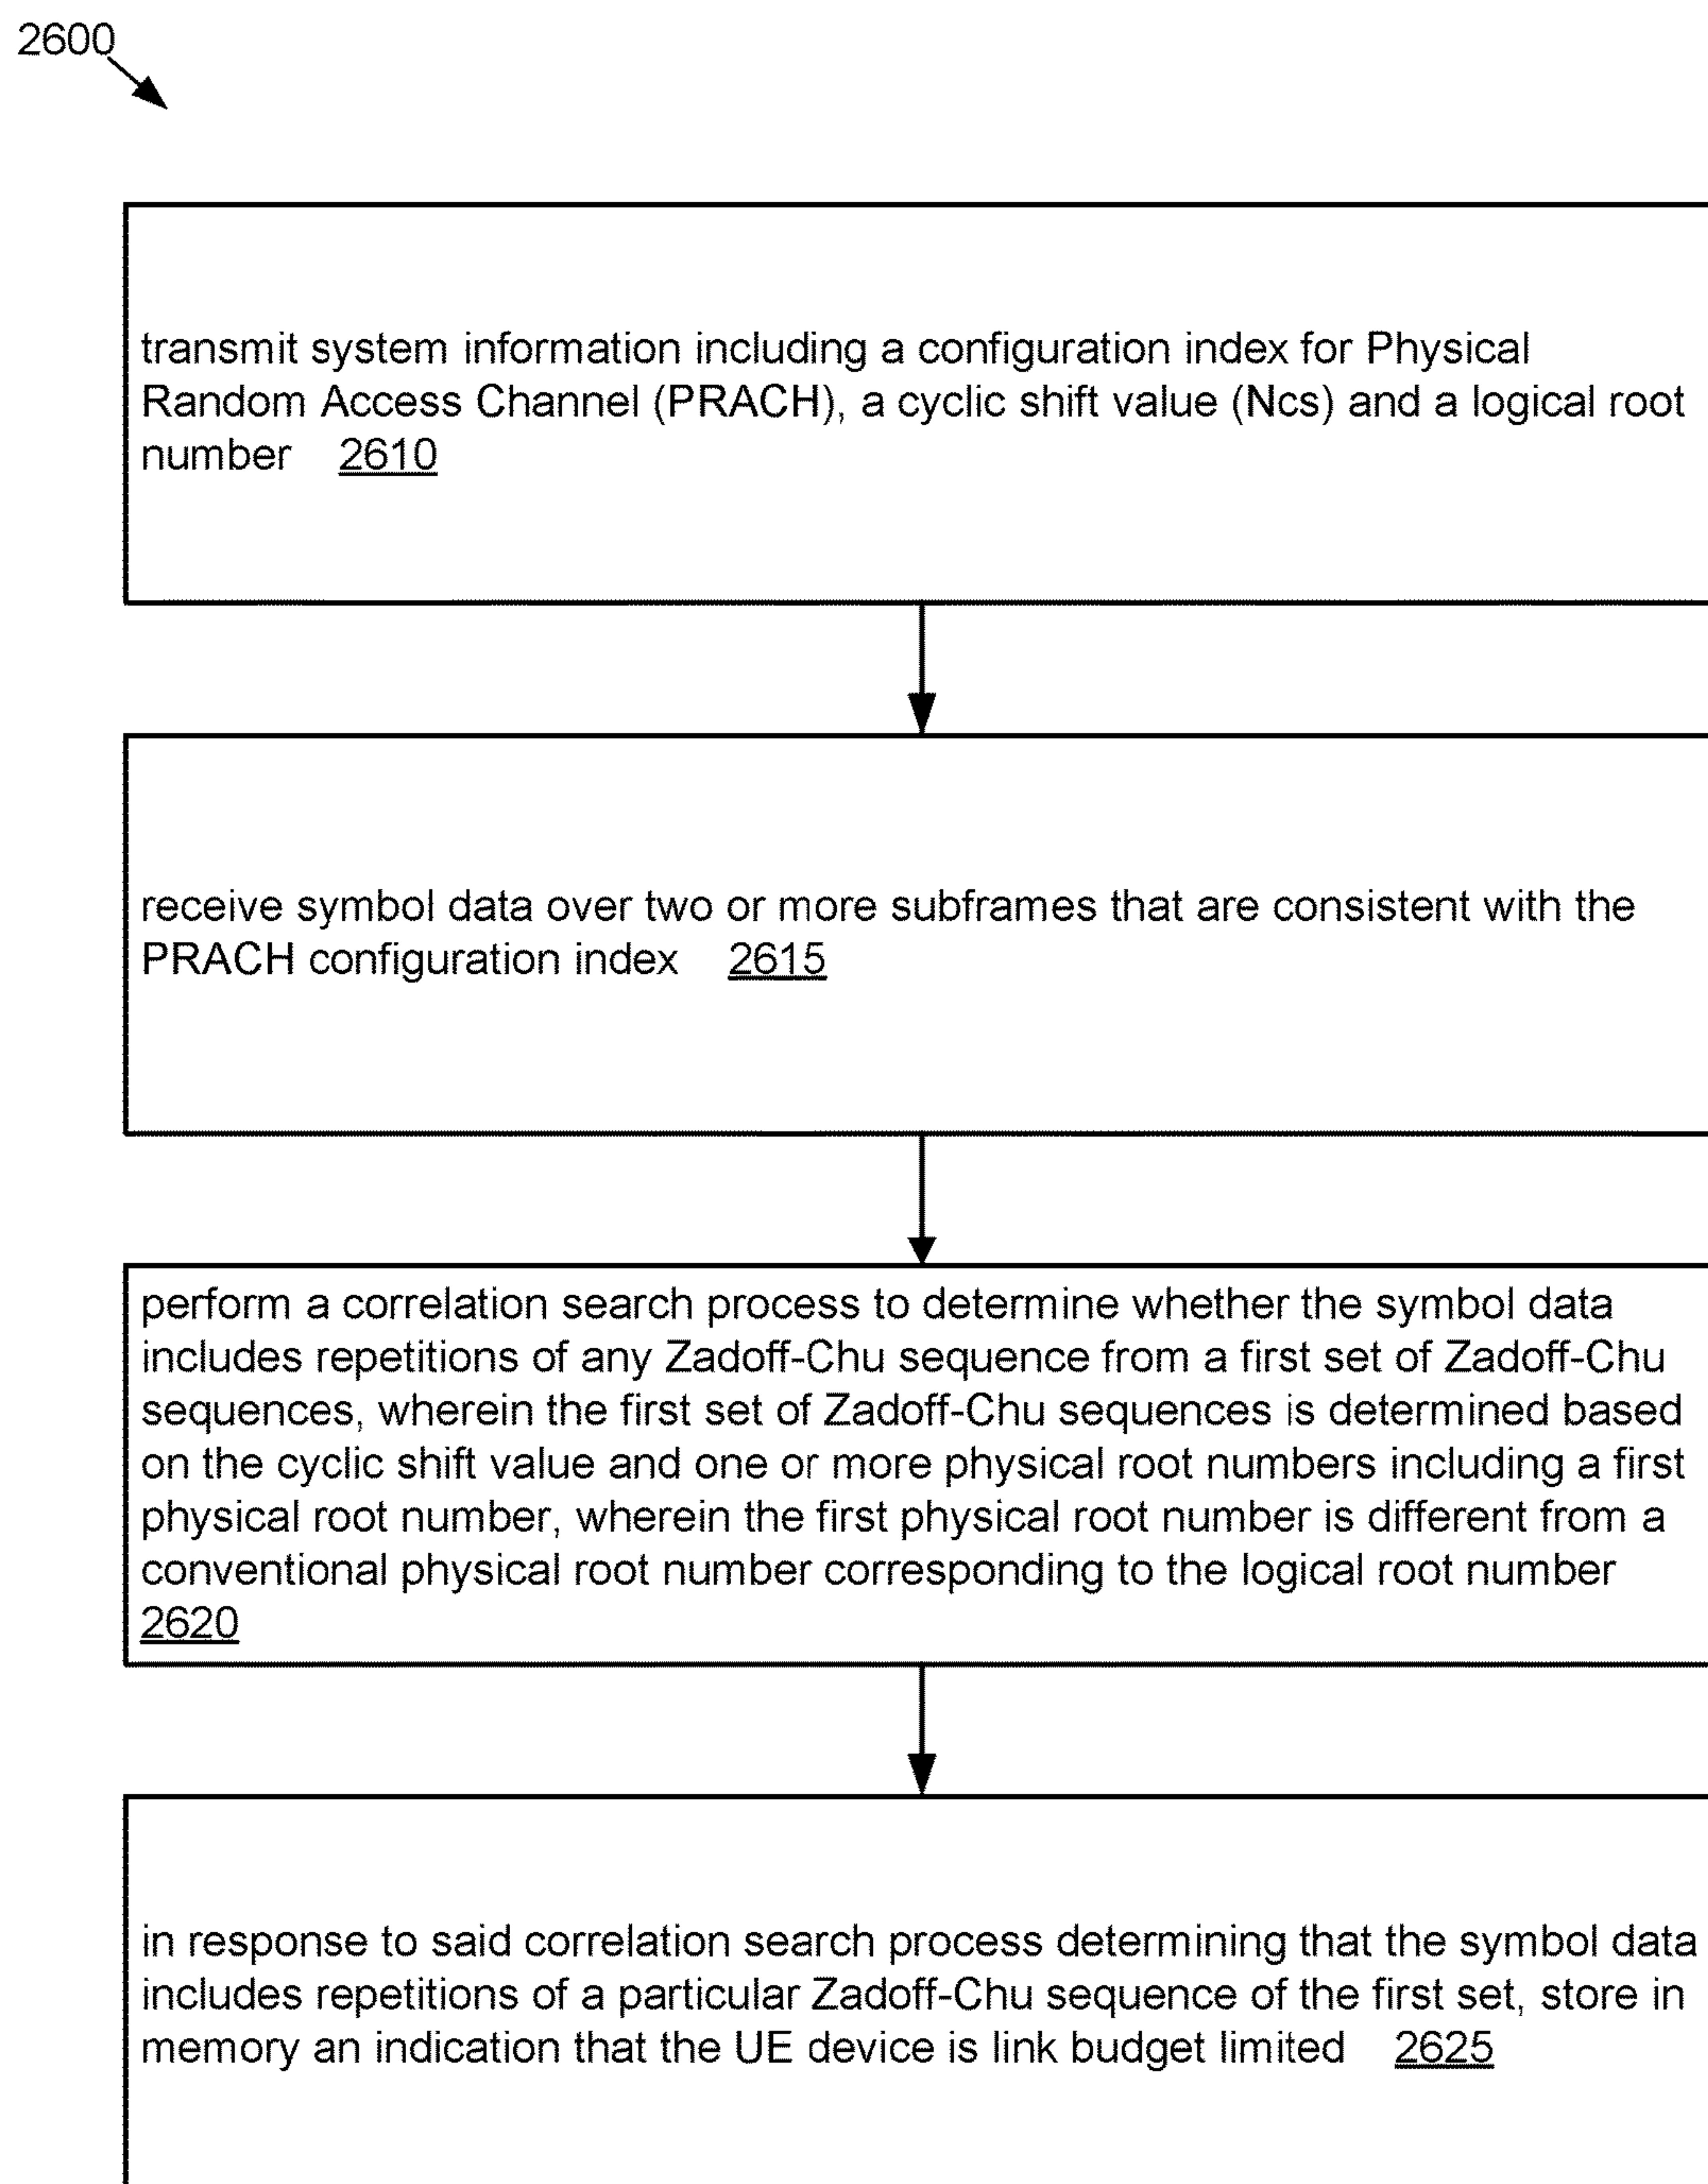 2600
transmit system information including a configuration index for Physical
Random Access Channel (PRACH), a cyclic shift value (Ncs) and a logical root
number 2610
receive symbol data over two or more subframes that are consistent with the
PRACH configuration index 2615
perform a correlation search process to determine whether the symbol data
includes repetitions of any Zadoff-Chu sequence from a first set of Zadoff-Chu
sequences, wherein the first set of Zadoff-Chu sequences is determined based
on the cyclic shift value and one or more physical root numbers including a first
physical root number, wherein the first physical root number is different from a
conventional physical root number corresponding to the logical root number
2620
in response to said correlation search process determining that the symbol data
includes repetitions of a particular Zadoff-Chu sequence of the first set, store in
memory an indication that the UE device is link budget limited 2625